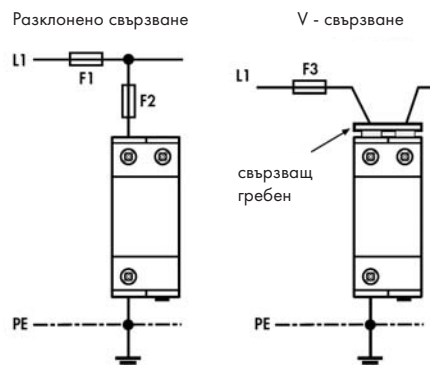 Разклонено свързване
L1
F1
F2
PE
V - свързване
L1
F3
свързващ
гребен
PE